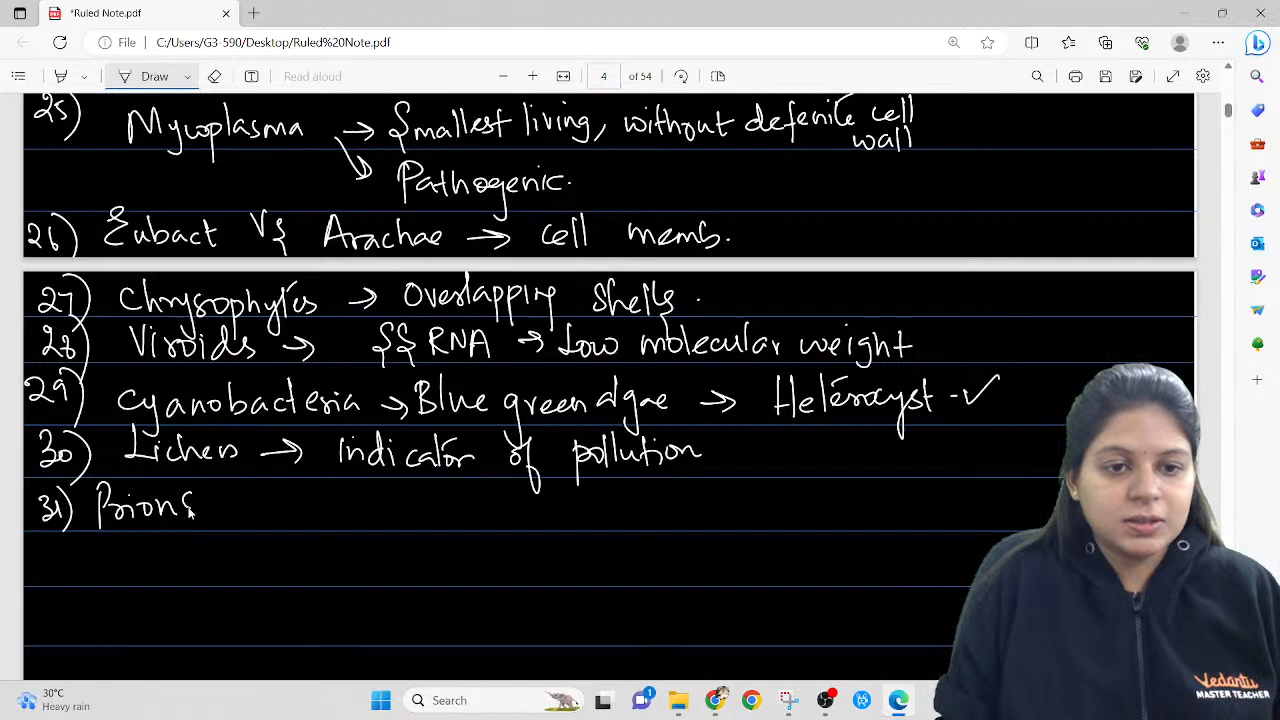 *Ruled Note.pdf
File C:/Users/G3-590/Desktop/Ruled%20Note.pdf
Draw Read aloud 4 of 54
25) Mycoplasma → Smallest living, without defenite cell
wall
Pathogenic.
26) Eubact Vs Arachae → cell memb.
27) Chrysophytes → Overlapping shells.
28) Viroids → SS RNA → Low molecular weight
29) Cyanobacteria → Blue green algae → Heterocyst - ✓
30) Lichens → Indicator of pollution
31) Prions
Vedantu
MASTER TEACHER
30°C
Heavy rain
Search
1